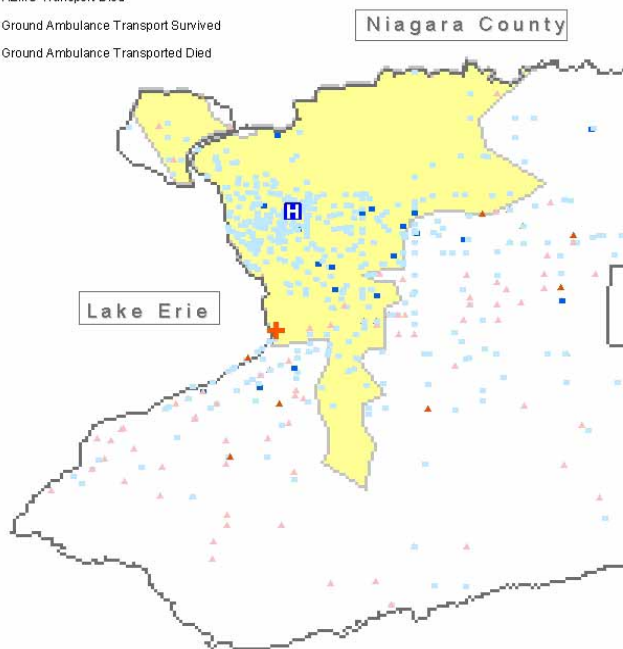 Ground Ambulance Transport Survived
Ground Ambulance Transported Died
Niagara County
H
Lake Erie